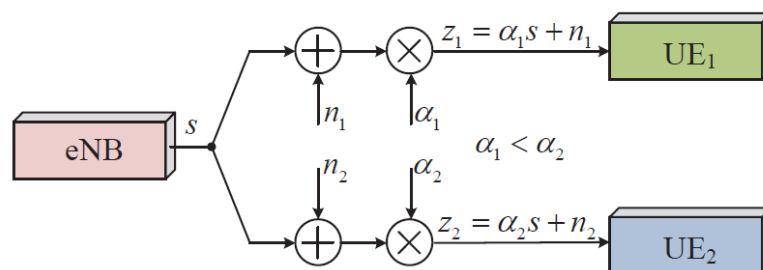 z₁ = α₁s + n₁
UE₁
s
n₁
α₁
eNB
α₁ < α₂
n₂
α₂
z₂ = α₂s + n₂
UE₂